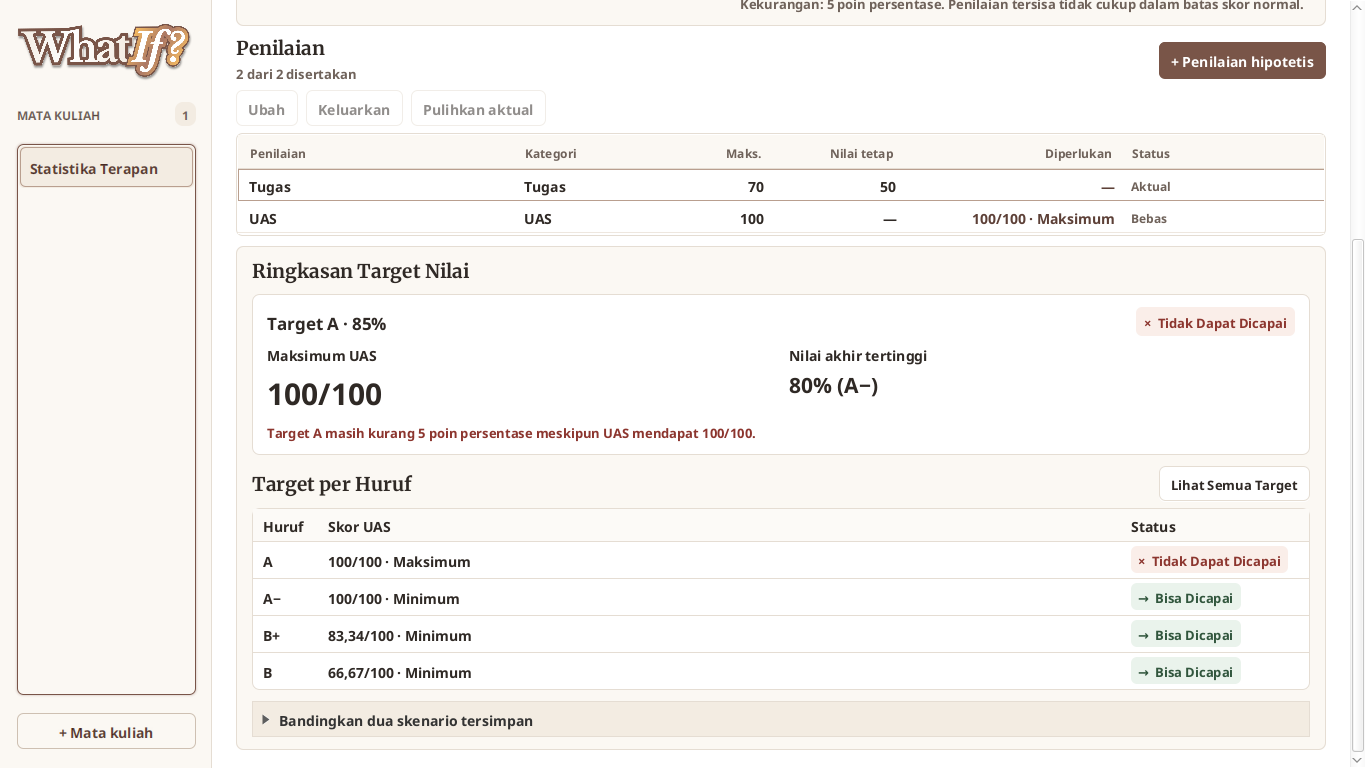 Kekurangan: 5 poin persentase. Penilaian tersisa tidak cukup dalam batas skor normal.
WhatIf?
MATA KULIAH 1
Statistika Terapan
+ Mata kuliah
Penilaian
2 dari 2 disertakan
+ Penilaian hipotetis
Ubah Keluarkan Pulihkan aktual
Penilaian Kategori Maks. Nilai tetap Diperlukan Status
Tugas Tugas 70 50 — Aktual
UAS UAS 100 — 100/100 · Maksimum Bebas
Ringkasan Target Nilai
Target A · 85% × Tidak Dapat Dicapai
Maksimum UAS Nilai akhir tertinggi
100/100 80% (A−)
Target A masih kurang 5 poin persentase meskipun UAS mendapat 100/100.
Target per Huruf Lihat Semua Target
Huruf Skor UAS Status
A 100/100 · Maksimum × Tidak Dapat Dicapai
A− 100/100 · Minimum → Bisa Dicapai
B+ 83,34/100 · Minimum → Bisa Dicapai
B 66,67/100 · Minimum → Bisa Dicapai
Bandingkan dua skenario tersimpan